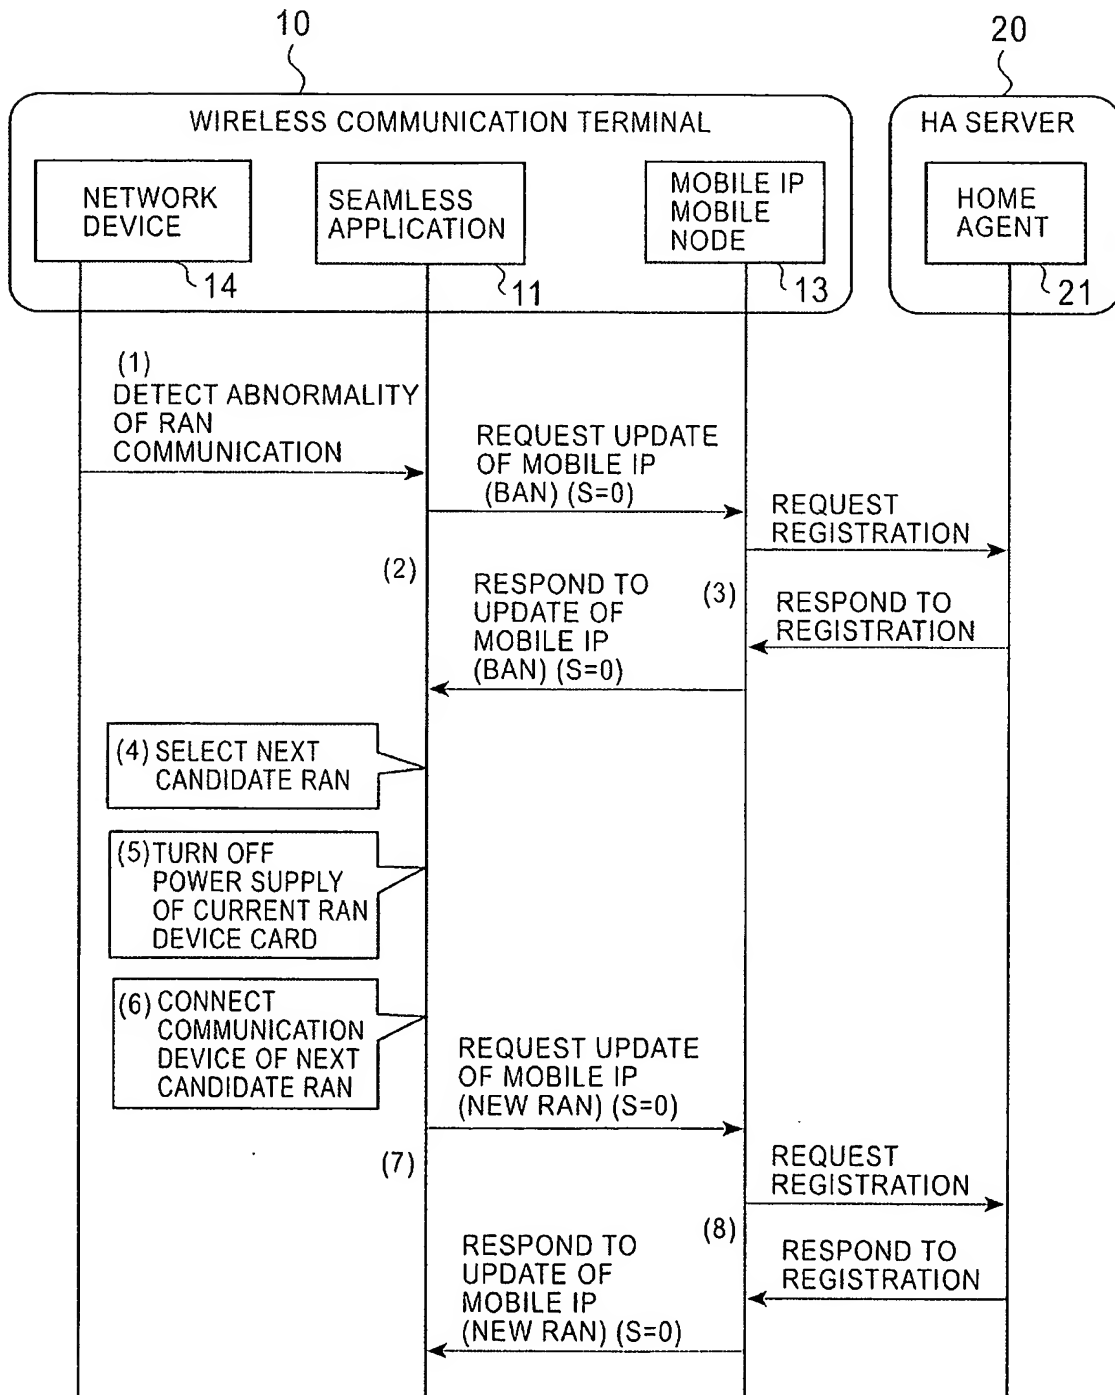 10
20
WIRELESS COMMUNICATION TERMINAL
HA SERVER
NETWORK
DEVICE
14
SEAMLESS
APPLICATION
11
MOBILE IP
MOBILE
NODE
13
HOME
AGENT
21
(1)
DETECT ABNORMALITY
OF RAN
COMMUNICATION
REQUEST UPDATE
OF MOBILE IP
(BAN) (S=0)
REQUEST
REGISTRATION
(2)
(3)
RESPOND TO
REGISTRATION
RESPOND TO
UPDATE OF
MOBILE IP
(BAN) (S=0)
(4) SELECT NEXT
CANDIDATE RAN
(5) TURN OFF
POWER SUPPLY
OF CURRENT RAN
DEVICE CARD
(6) CONNECT
COMMUNICATION
DEVICE OF NEXT
CANDIDATE RAN
REQUEST UPDATE
OF MOBILE IP
(NEW RAN) (S=0)
(7)
REQUEST
REGISTRATION
(8)
RESPOND TO
REGISTRATION
RESPOND TO
UPDATE OF
MOBILE IP
(NEW RAN) (S=0)